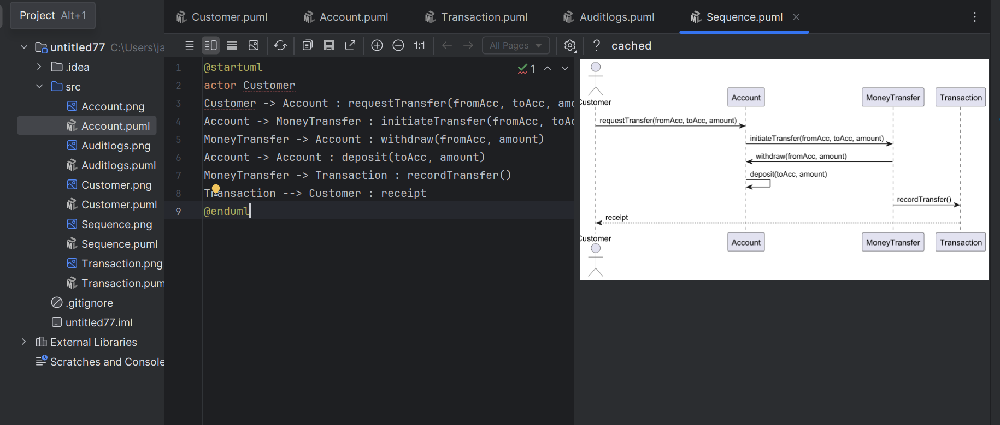 Project Alt+1
Customer.puml
Account.puml
Transaction.puml
Auditlogs.puml
Sequence.puml
untitled77 C:\Users\ja
.idea
src
Account.png
Account.puml
Auditlogs.png
Auditlogs.puml
Customer.png
Customer.puml
Sequence.png
Sequence.puml
Transaction.png
Transaction.pum
.gitignore
untitled77.iml
External Libraries
Scratches and Console
1:1
All Pages
? cached
1 @startuml
2 actor Customer
3 Customer -> Account : requestTransfer(fromAcc, toAcc, amo
4 Account -> MoneyTransfer : initiateTransfer(fromAcc, toAc
5 MoneyTransfer -> Account : withdraw(fromAcc, amount)
6 Account -> Account : deposit(toAcc, amount)
7 MoneyTransfer -> Transaction : recordTransfer()
8 Transaction --> Customer : receipt
9 @enduml
1
Customer
Account
MoneyTransfer
Transaction
requestTransfer(fromAcc, toAcc, amount)
initiateTransfer(fromAcc, toAcc, amount)
withdraw(fromAcc, amount)
deposit(toAcc, amount)
recordTransfer()
receipt
Customer
Account
MoneyTransfer
Transaction